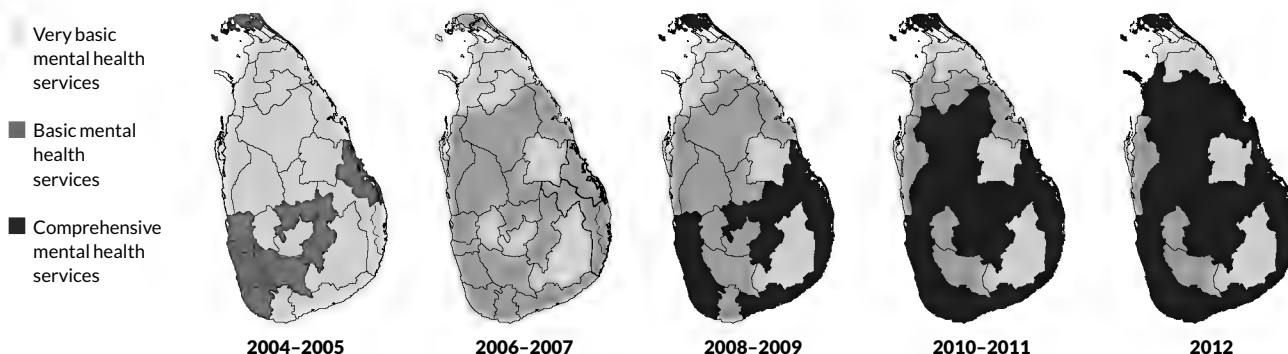 Very basic
mental health
services
Basic mental
health
services
Comprehensive
mental health
services
2004–2005
2006–2007
2008–2009
2010–2011
2012